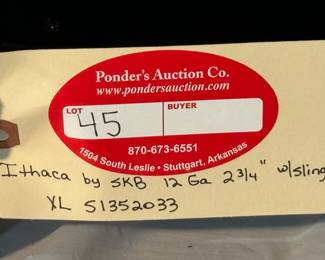 Ponder's Auction Co.
www.pondersauction.com
LOT
BUYER
45
870-673-6551
1504 South Leslie • Stuttgart, Arkansas
Ithaca by SKB 12 Ga 2 3/4" w/sling
XL S1352033